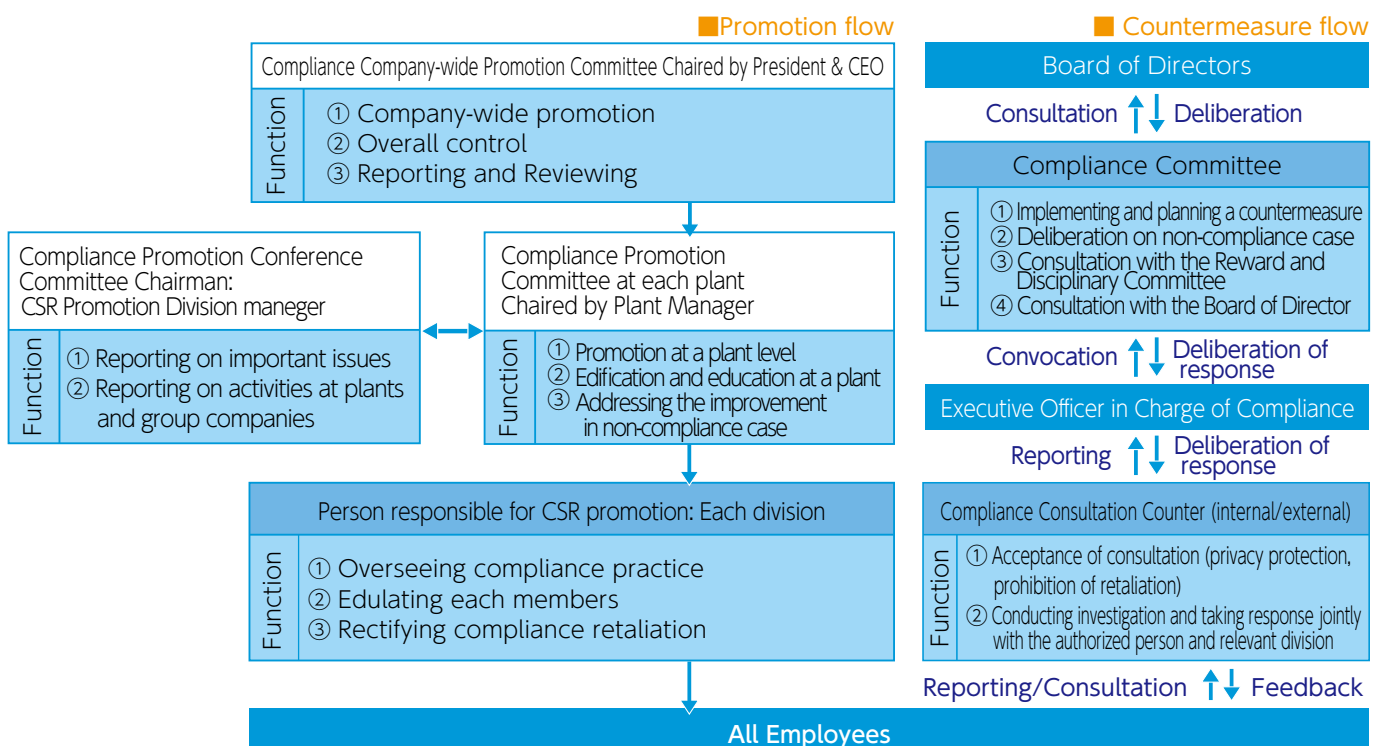 ■Promotion flow
Compliance Company-wide Promotion Committee Chaired by President & CEO
Function
① Company-wide promotion
② Overall control
③ Reporting and Reviewing
Compliance Promotion Conference
Committee Chairman:
CSR Promotion Division maneger
Function
① Reporting on important issues
② Reporting on activities at plants
and group companies
Compliance Promotion
Committee at each plant
Chaired by Plant Manager
Function
① Promotion at a plant level
② Edification and education at a plant
③ Addressing the improvement
in non-compliance case
Person responsible for CSR promotion: Each division
Function
① Overseeing compliance practice
② Edulating each members
③ Rectifying compliance retaliation
■ Countermeasure flow
Board of Directors
Consultation Deliberation
Compliance Committee
Function
① Implementing and planning a countermeasure
② Deliberation on non-compliance case
③ Consultation with the Reward and
Disciplinary Committee
④ Consultation with the Board of Director
Convocation Deliberation of
response
Executive Officer in Charge of Compliance
Reporting Deliberation of
response
Compliance Consultation Counter (internal/external)
Function
① Acceptance of consultation (privacy protection,
prohibition of retaliation)
② Conducting investigation and taking response jointly
with the authorized person and relevant division
Reporting/Consultation Feedback
All Employees